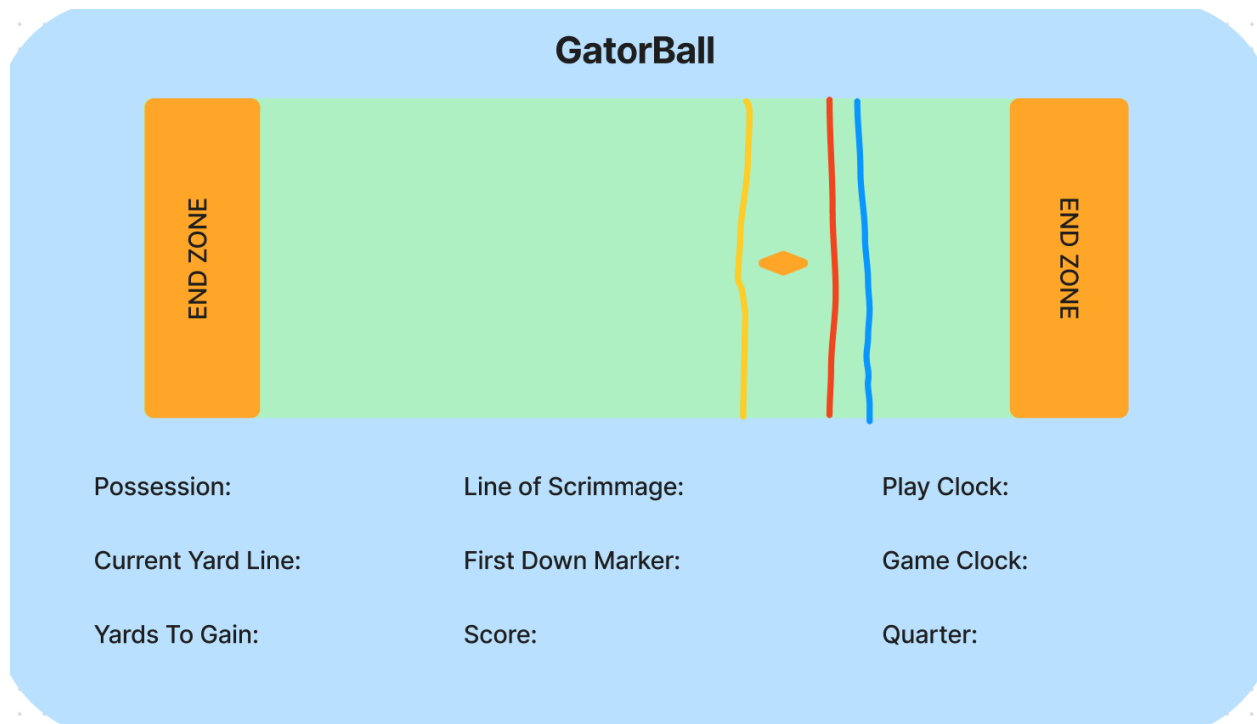 GatorBall
END ZONE
END ZONE
Possession:
Line of Scrimmage:
Play Clock:
Current Yard Line:
First Down Marker:
Game Clock:
Yards To Gain:
Score:
Quarter: